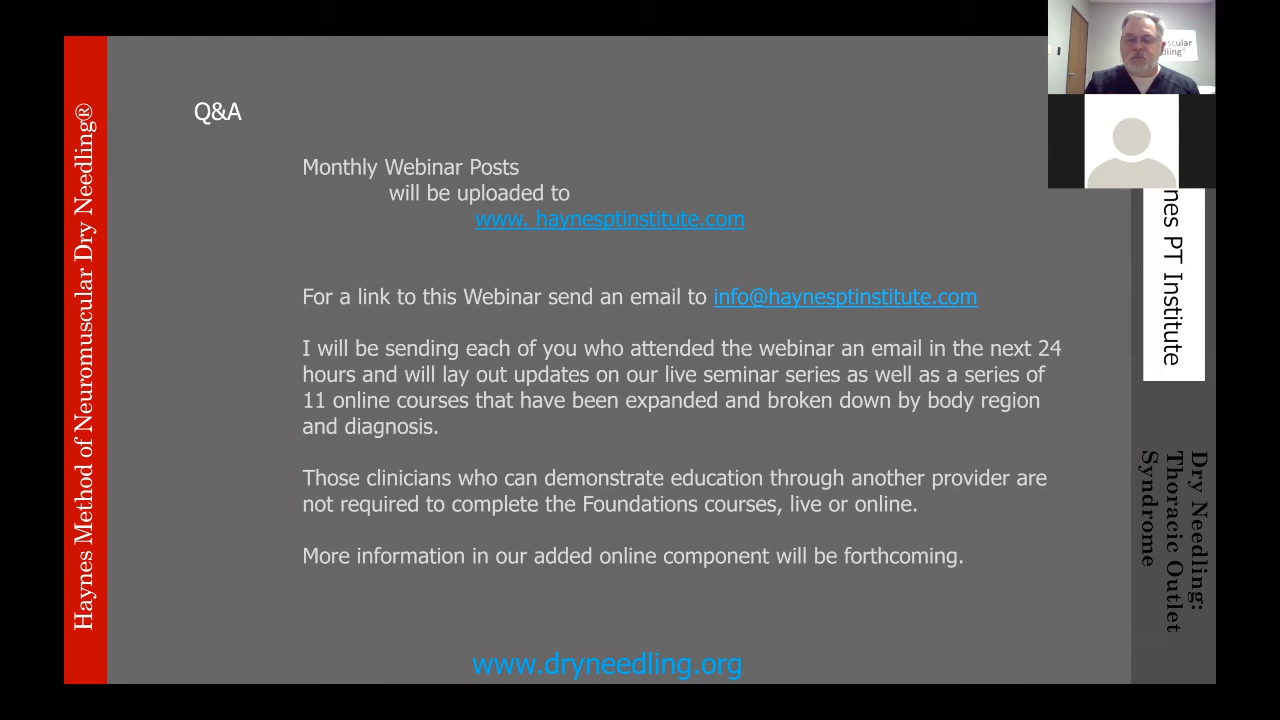 Haynes Method of Neuromuscular Dry Needling®
Q&A
Monthly Webinar Posts
will be uploaded to
www. haynesptinstitute.com
For a link to this Webinar send an email to info@haynesptinstitute.com
I will be sending each of you who attended the webinar an email in the next 24
hours and will lay out updates on our live seminar series as well as a series of
11 online courses that have been expanded and broken down by body region
and diagnosis.
Those clinicians who can demonstrate education through another provider are
not required to complete the Foundations courses, live or online.
More information in our added online component will be forthcoming.
www.dryneedling.org
nes PT Institute
Dry Needling:
Thoracic Outlet
Syndrome